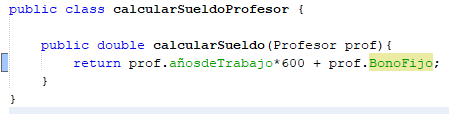 public class calcularSueldoProfesor {
public double calcularSueldo(Profesor prof){
return prof.añosdeTrabajo*600 + prof.BonoFijo;
}
}